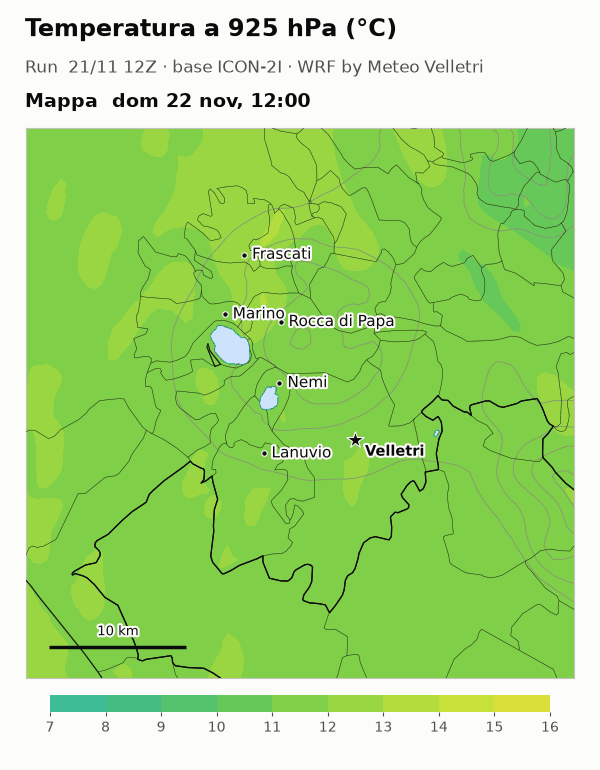 Temperatura a 925 hPa (°C)
Run  21/11 12Z · base ICON-2I · WRF by Meteo Velletri
Mappa  dom 22 nov, 12:00
Frascati
Marino
Rocca di Papa
Nemi
Velletri
Lanuvio
10 km
7 8 9 10 11 12 13 14 15 16